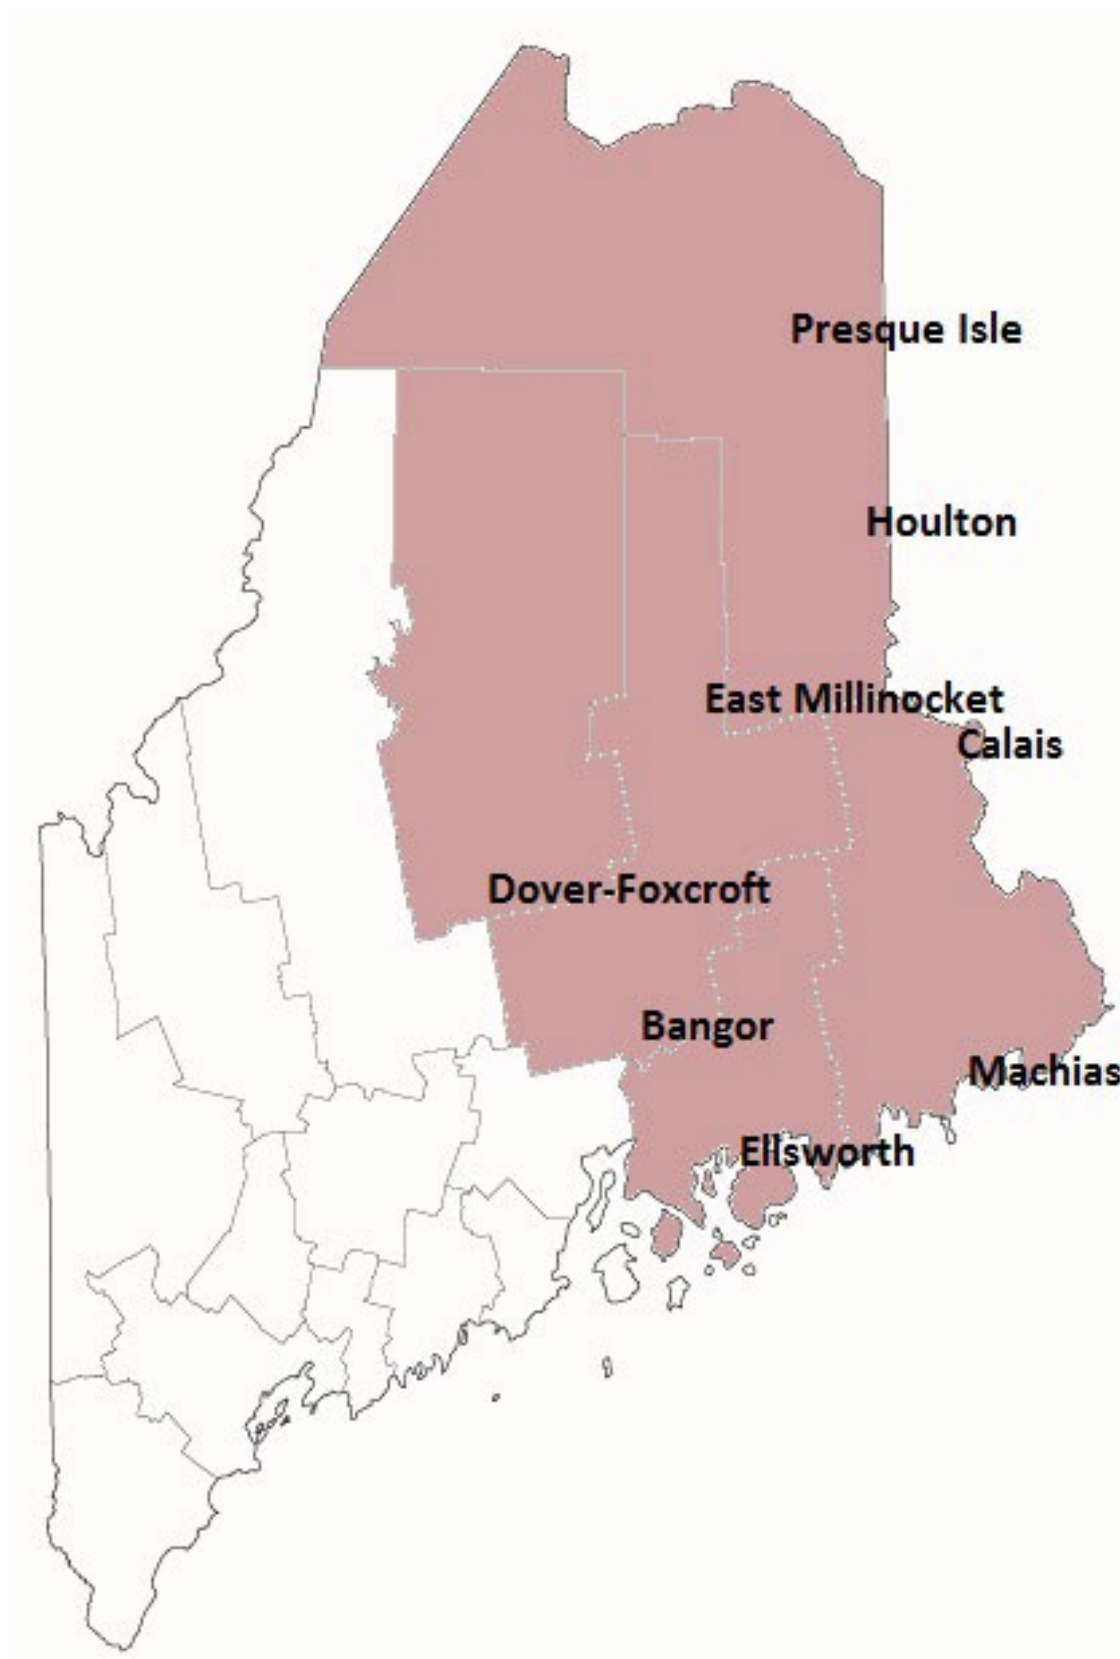 Presque Isle
Houlton
East Millinocket
Calais
Dover-Foxcroft
Bangor
Machias
Ellsworth